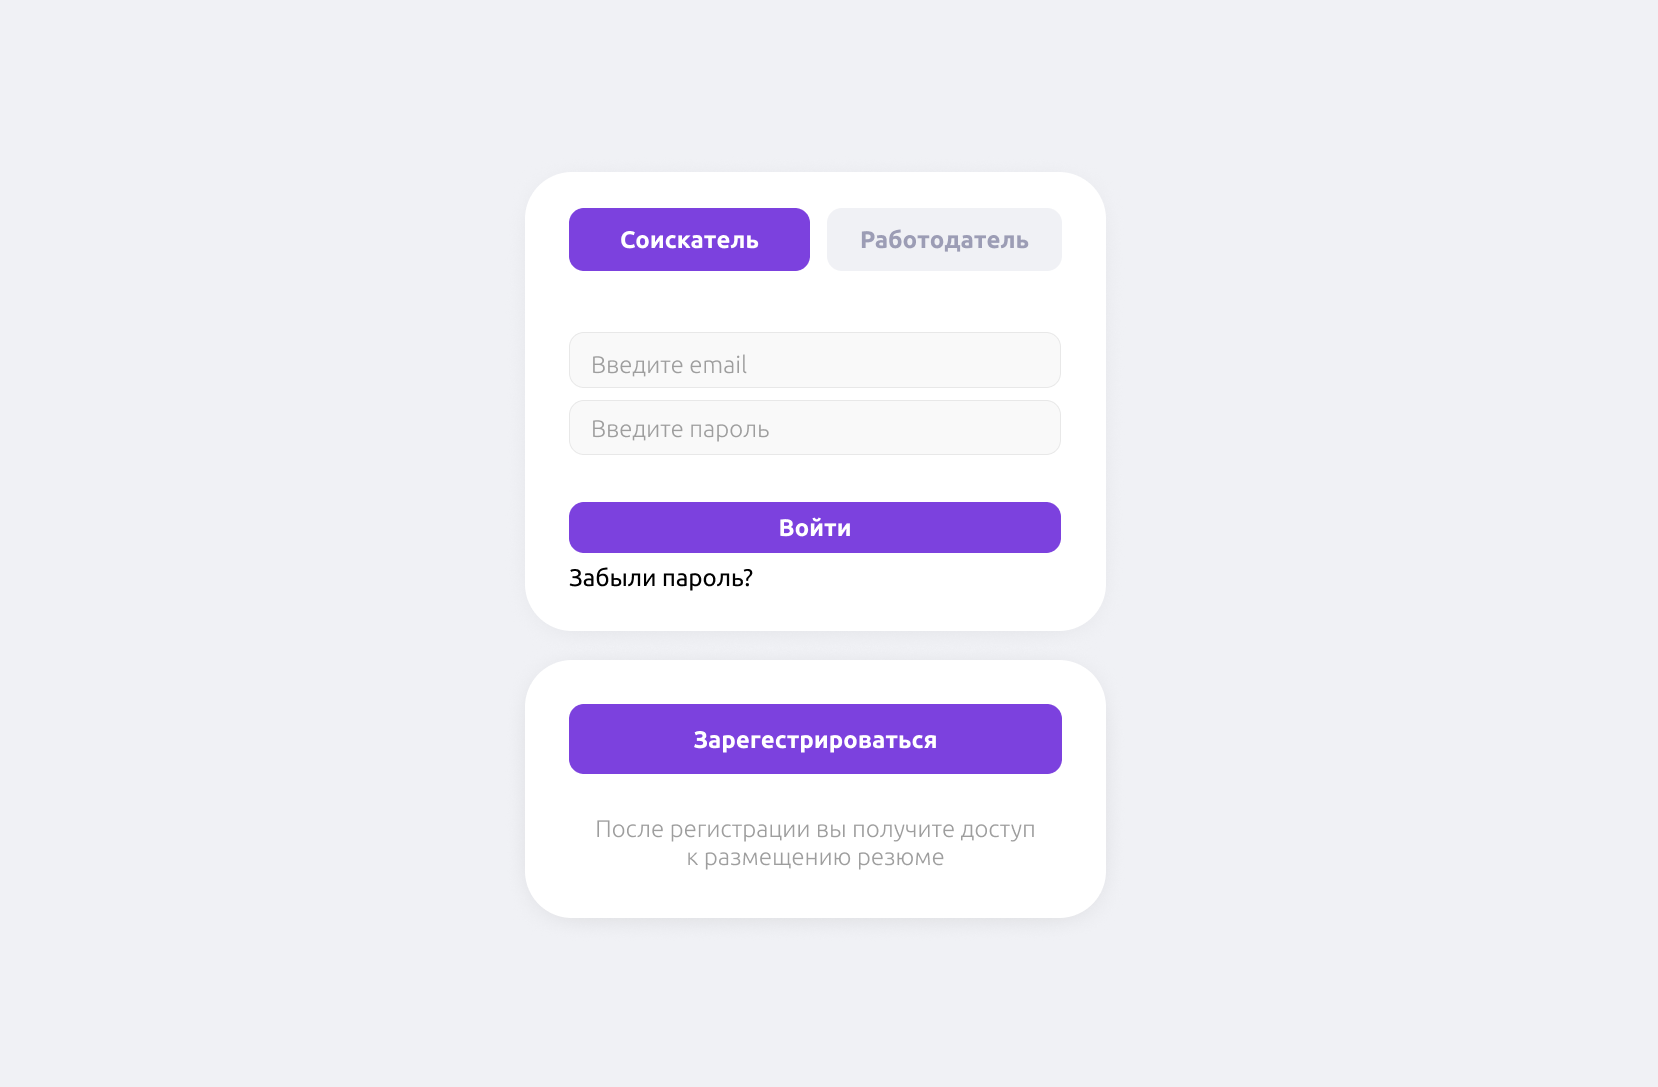 Соискатель
Работодатель
Введите email
Введите пароль
Войти
Забыли пароль?
Зарегестрироваться
После регистрации вы получите доступ
к размещению резюме